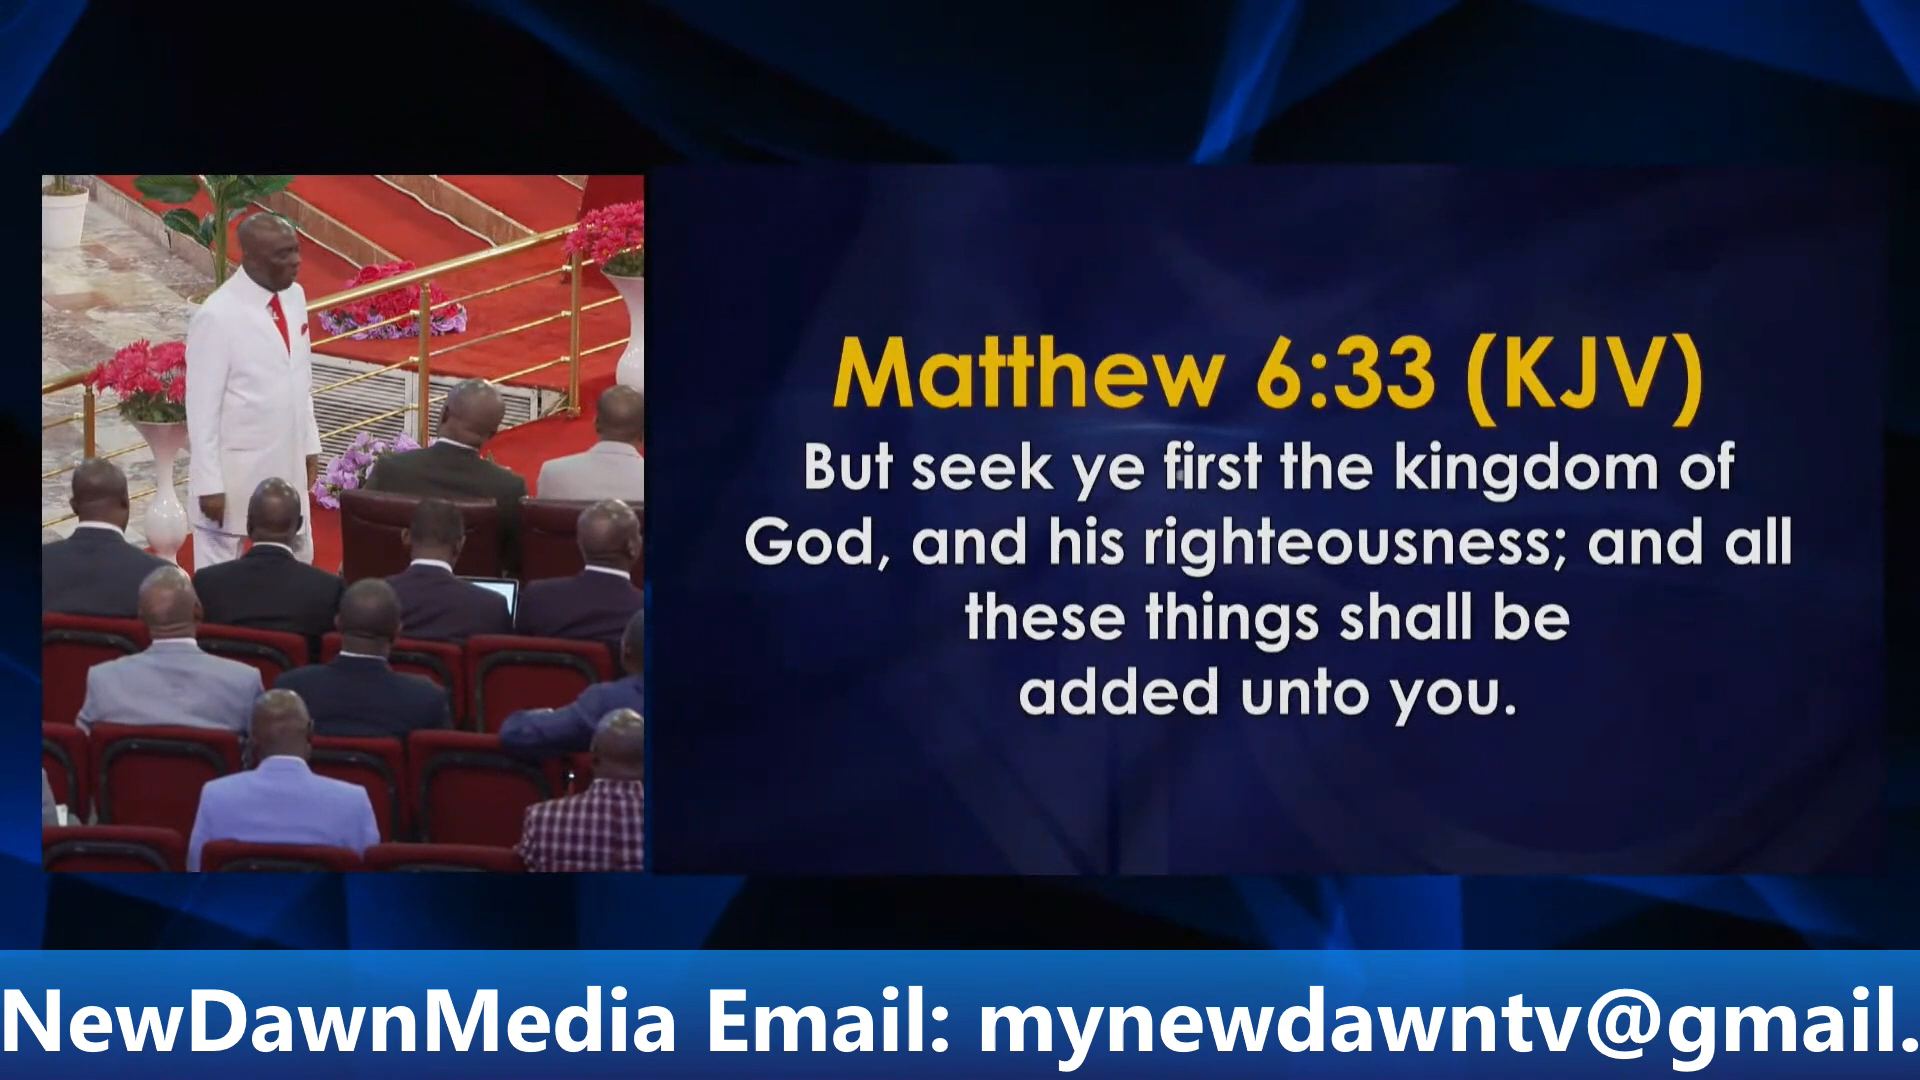 Matthew 6:33 (KJV)
But seek ye first the kingdom of
God, and his righteousness; and all
these things shall be
added unto you.
NewDawnMedia Email: mynewdawntv@gmail.